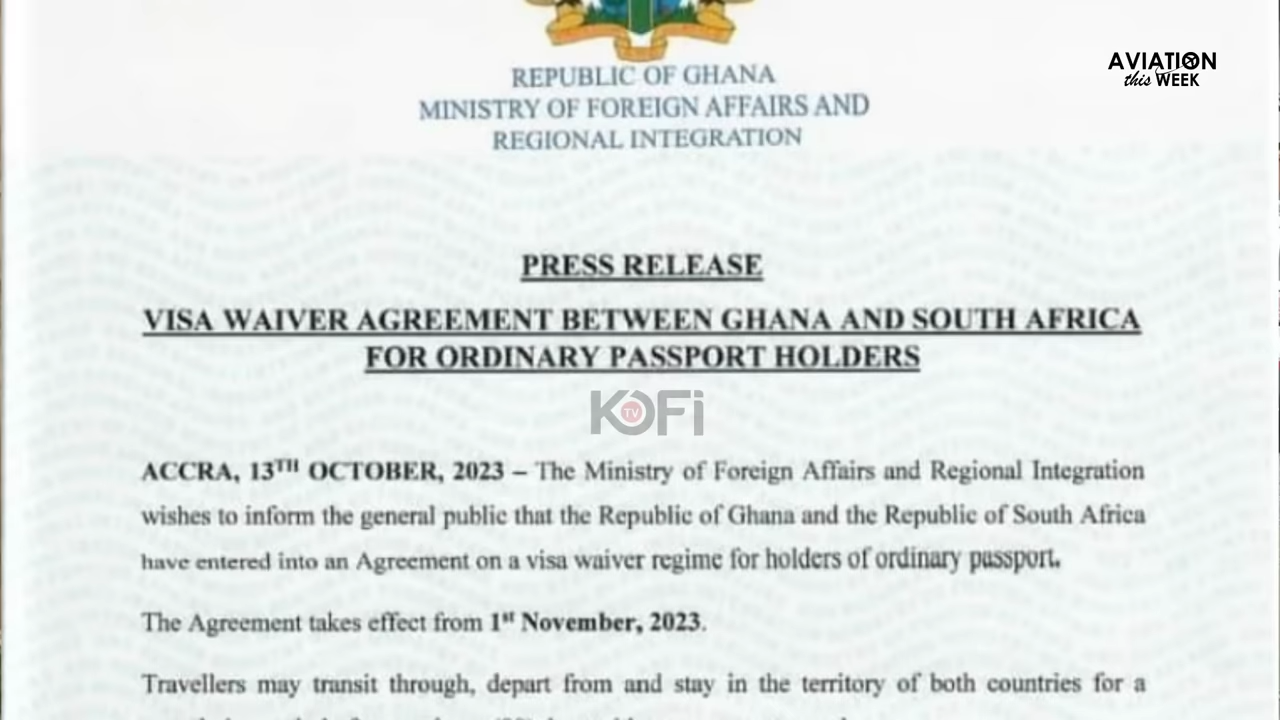 REPUBLIC OF GHANA
MINISTRY OF FOREIGN AFFAIRS AND
REGIONAL INTEGRATION
AVIATION
this WEEK
PRESS RELEASE
VISA WAIVER AGREEMENT BETWEEN GHANA AND SOUTH AFRICA
FOR ORDINARY PASSPORT HOLDERS
KOFi
TV
ACCRA, 13TH OCTOBER, 2023 – The Ministry of Foreign Affairs and Regional Integration
wishes to inform the general public that the Republic of Ghana and the Republic of South Africa
have entered into an Agreement on a visa waiver regime for holders of ordinary passport.
The Agreement takes effect from 1st November, 2023.
Travellers may transit through, depart from and stay in the territory of both countries for a